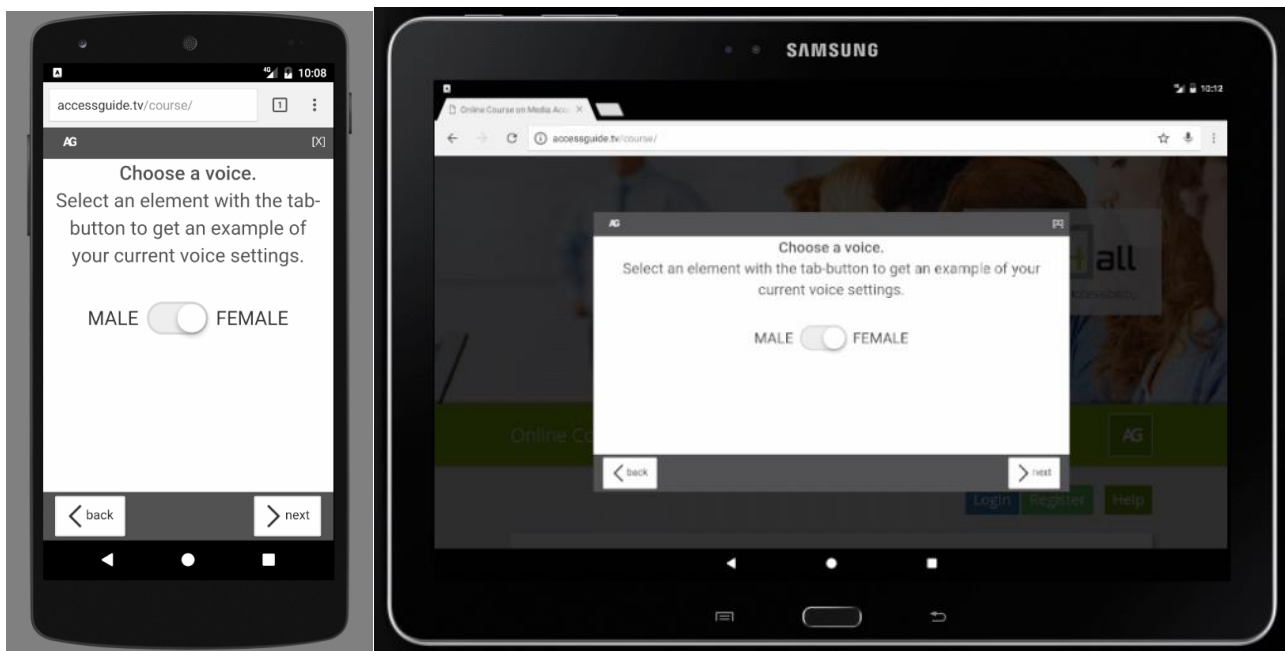 4G 10:08
accessguide.tv/course/ 1
AG [X]
Choose a voice.
Select an element with the tab-
button to get an example of
your current voice settings.
MALE FEMALE
back next
SAMSUNG
10:12
Online Course on Media Acc
accessguide.tv/course/
AG [X]
all
Choose a voice.
Select an element with the tab-button to get an example of your
current voice settings.
MALE FEMALE
Online Co
AG
back next
Login Register Help